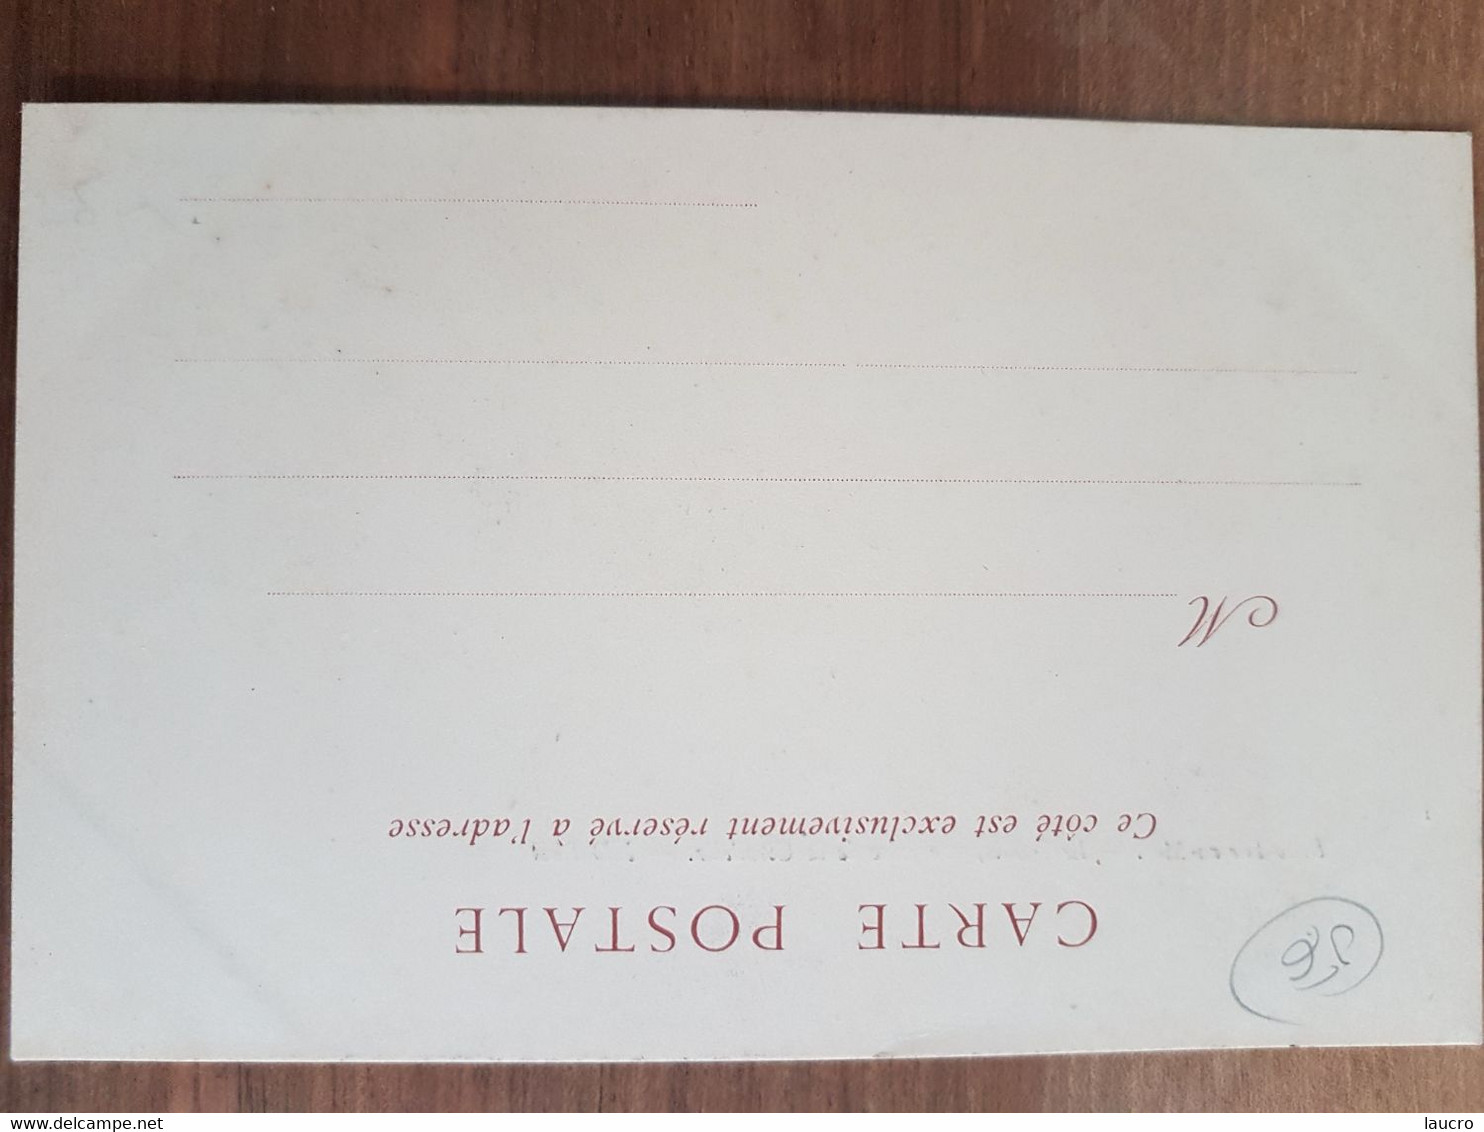 CARTE POSTALE
Ce côté est exclusivement réservé à l'adresse
M
www.delcampe.net
laucro